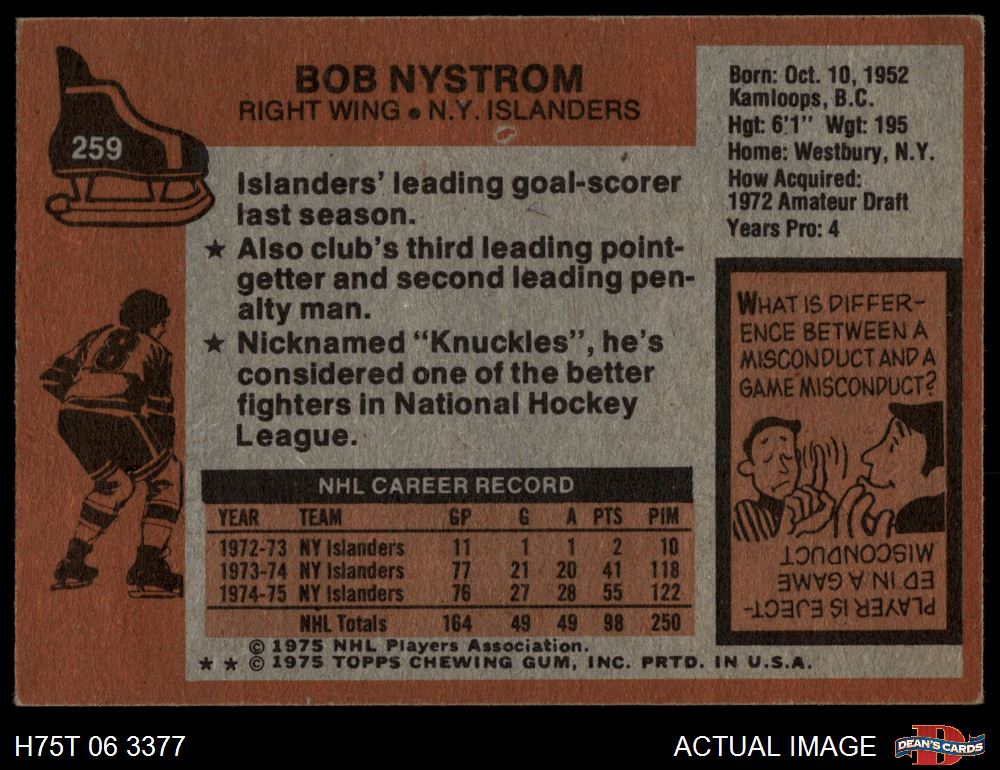 259
BOB NYSTROM
RIGHT WING • N.Y. ISLANDERS
Born: Oct. 10, 1952
Kamloops, B.C.
Hgt: 6'1" Wgt: 195
Home: Westbury, N.Y.
How Acquired:
1972 Amateur Draft
Years Pro: 4
Islanders' leading goal-scorer
last season.
★ Also club's third leading point-
getter and second leading pen-
alty man.
★ Nicknamed "Knuckles", he's
considered one of the better
fighters in National Hockey
League.
8
WHAT IS DIFFER-
ENCE BETWEEN A
MISCONDUCT AND A
GAME MISCONDUCT?
PLAYER IS EJECT-
ED IN A GAME
MISCONDUCT
NHL CAREER RECORD
YEAR TEAM GP G A PTS PIM
1972-73 NY Islanders 11 1 1 2 10
1973-74 NY Islanders 77 21 20 41 118
1974-75 NY Islanders 76 27 28 55 122
NHL Totals 164 49 49 98 250
© 1975 NHL Players Association.
★ ★ © 1975 TOPPS CHEWING GUM, INC. PRTD. IN U.S.A.
H75T 06 3377
ACTUAL IMAGE
DEAN'S CARDS